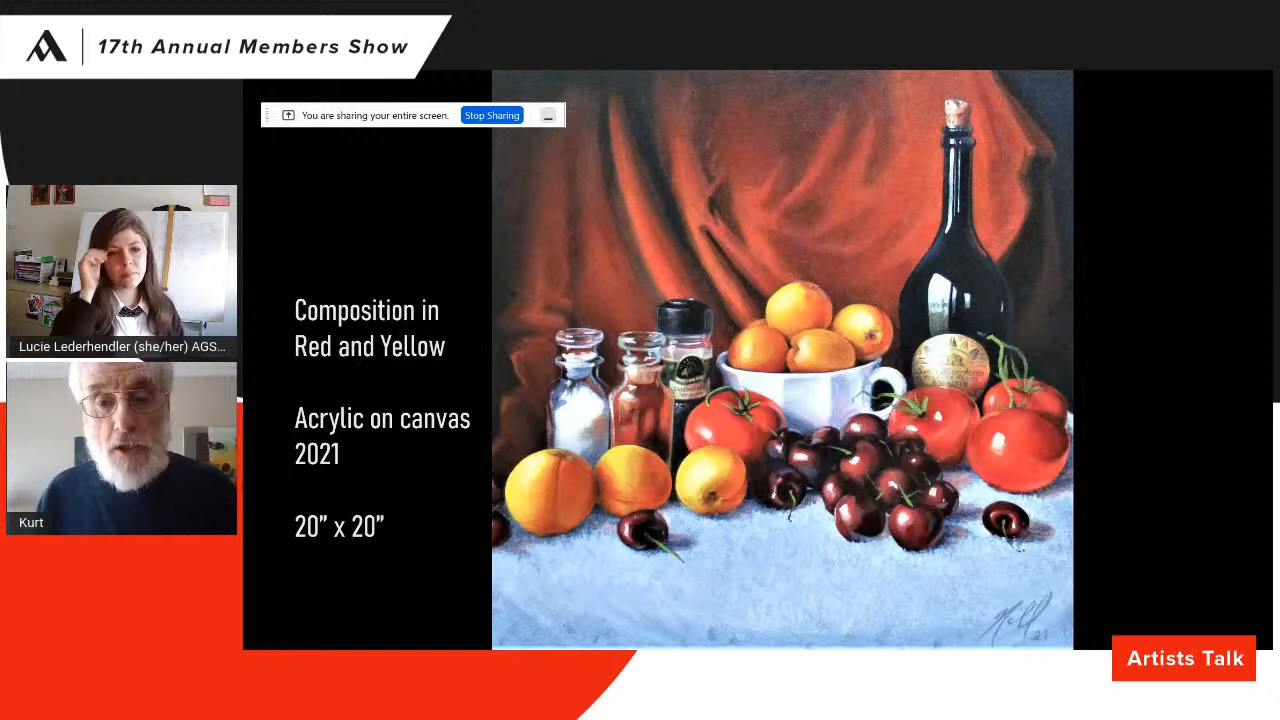 17th Annual Members Show
You are sharing your entire screen.
Stop Sharing
Lucie Lederhendler (she/her) AGS...
Kurt
Composition in
Red and Yellow
Acrylic on canvas
2021
20” x 20”
Artists Talk